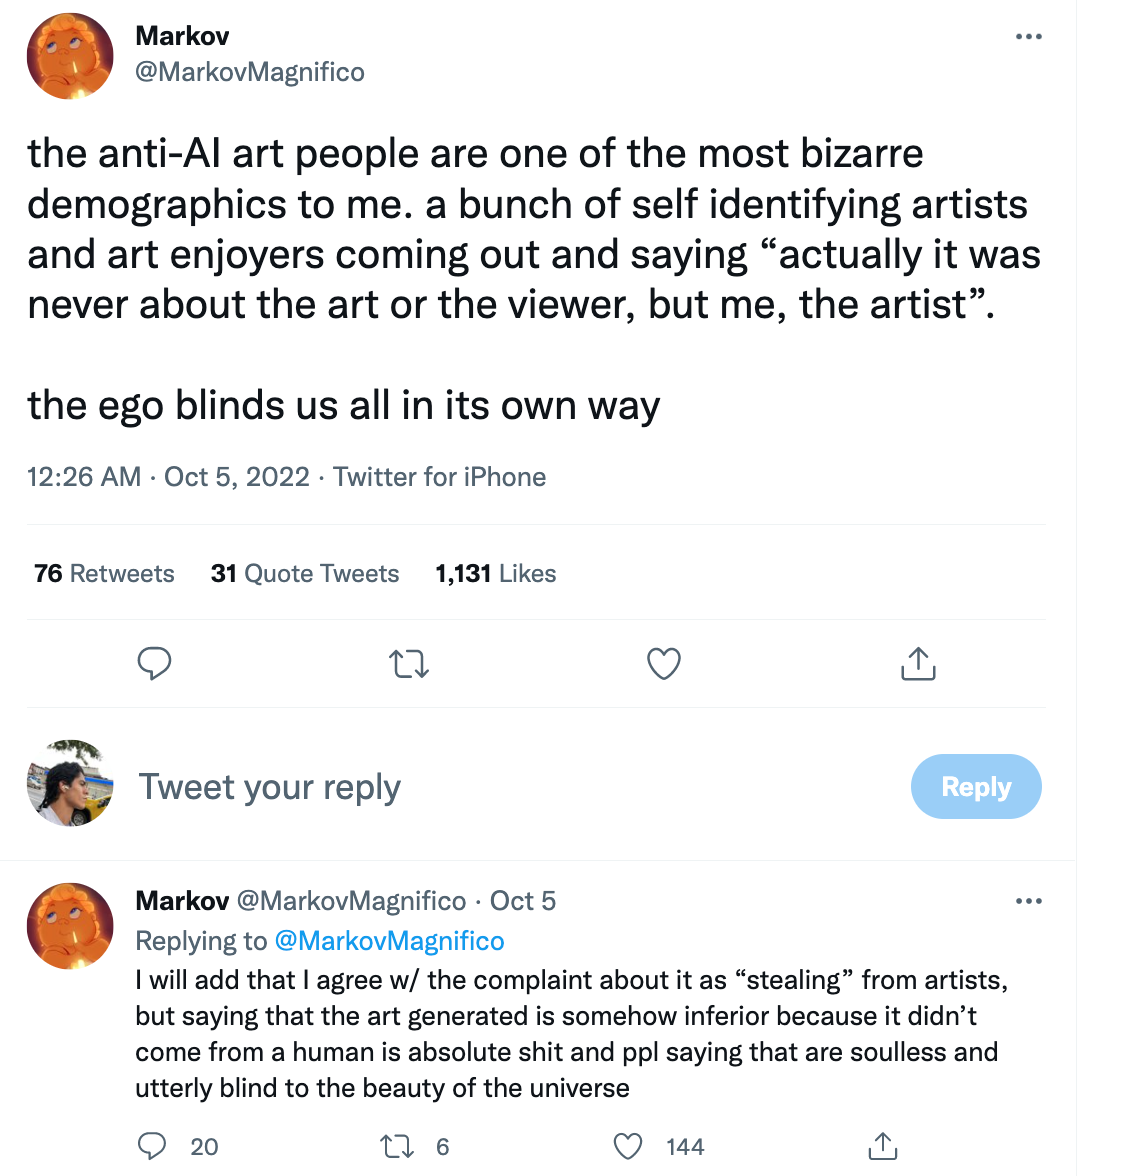 Markov
@MarkovMagnifico
the anti-AI art people are one of the most bizarre
demographics to me. a bunch of self identifying artists
and art enjoyers coming out and saying “actually it was
never about the art or the viewer, but me, the artist”.
the ego blinds us all in its own way
12:26 AM · Oct 5, 2022 · Twitter for iPhone
76 Retweets 31 Quote Tweets 1,131 Likes
Tweet your reply
Reply
Markov @MarkovMagnifico · Oct 5
Replying to @MarkovMagnifico
I will add that I agree w/ the complaint about it as “stealing” from artists,
but saying that the art generated is somehow inferior because it didn’t
come from a human is absolute shit and ppl saying that are soulless and
utterly blind to the beauty of the universe
20 6 144